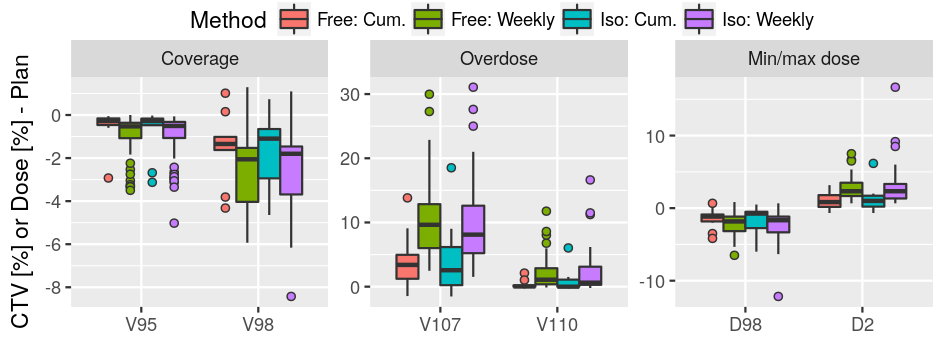 Method Free: Cum. Free: Weekly Iso: Cum. Iso: Weekly
CTV [%] or Dose [%] - Plan
Coverage
0
-2
-4
-6
-8
V95 V98
Overdose
30
20
10
0
V107 V110
Min/max dose
10
0
-10
D98 D2